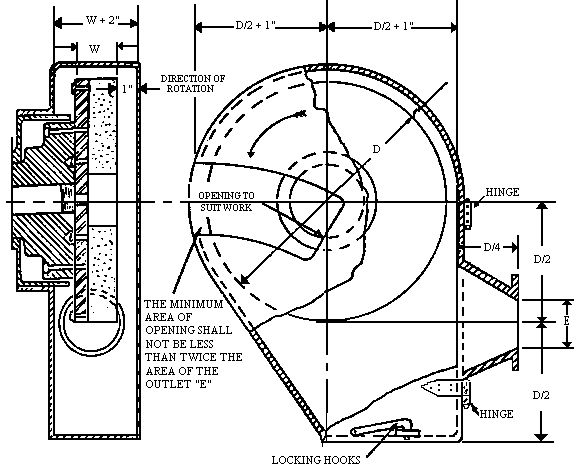 W + 2"
W
1"
DIRECTION OF
ROTATION
D/2 + 1"
D/2 + 1"
D
OPENING TO
SUIT WORK
HINGE
D/4
D/2
E
D/2
THE MINIMUM
AREA OF
OPENING SHALL
NOT BE LESS
THAN TWICE THE
AREA OF THE
OUTLET "E"
HINGE
LOCKING HOOKS